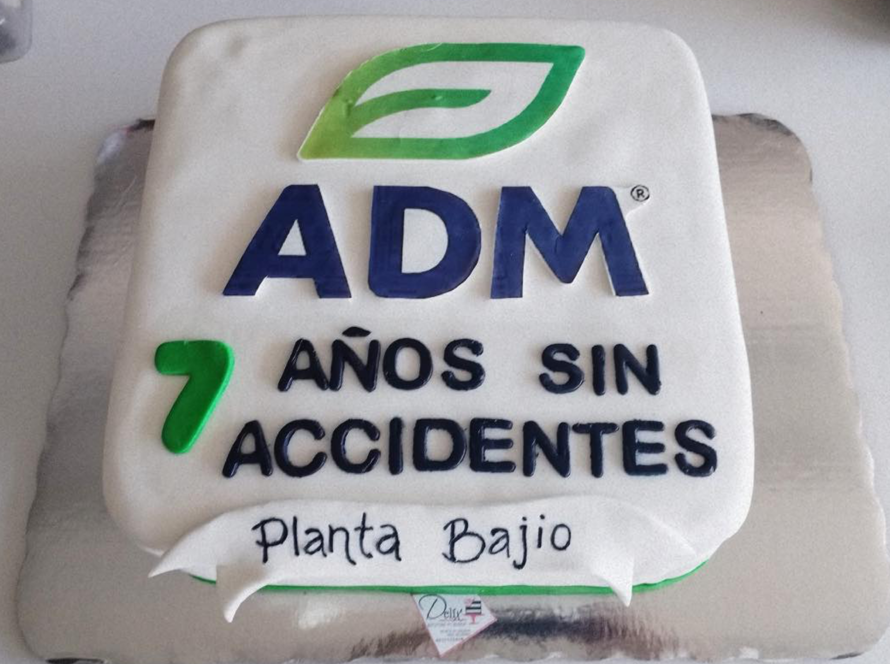 ADM®
7 AÑOS SIN
ACCIDENTES
Planta Bajio